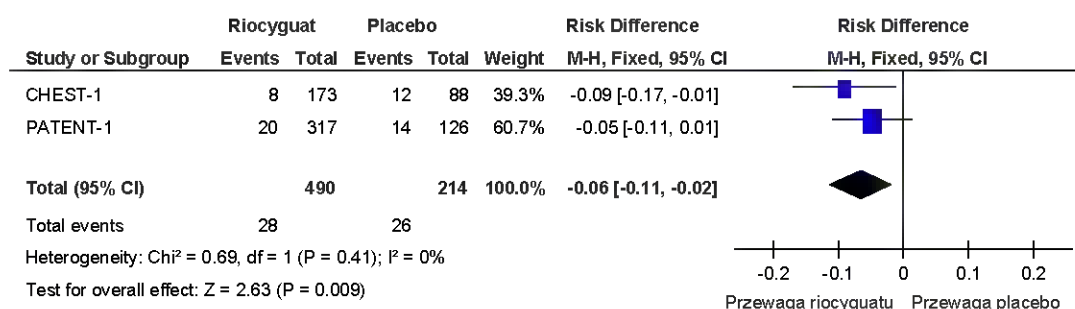 Riocyguat Placebo Risk Difference Risk Difference
Study or Subgroup Events Total Events Total Weight M-H, Fixed, 95% CI M-H, Fixed, 95% CI
CHEST-1 8 173 12 88 39.3% -0.09 [-0.17, -0.01]
PATENT-1 20 317 14 126 60.7% -0.05 [-0.11, 0.01]
Total (95% CI) 490 214 100.0% -0.06 [-0.11, -0.02]
Total events 28 26
Heterogeneity: Chi² = 0.69, df = 1 (P = 0.41); I² = 0%
Test for overall effect: Z = 2.63 (P = 0.009)
-0.2 -0.1 0 0.1 0.2
Przewaga riocyguatu Przewaga placebo